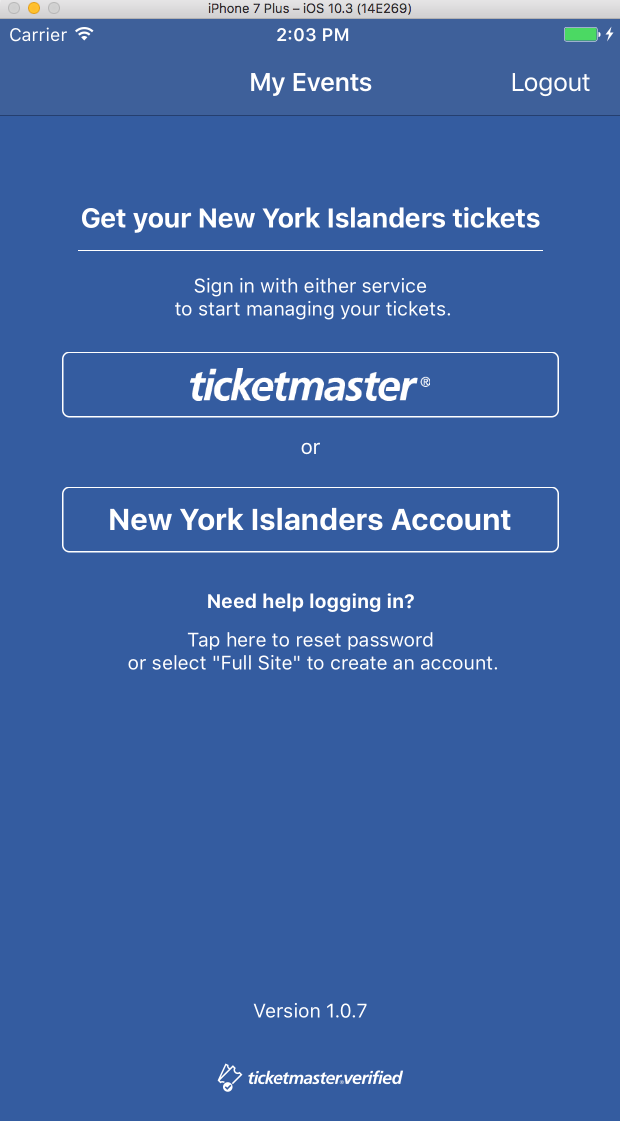 iPhone 7 Plus – iOS 10.3 (14E269)
Carrier 2:03 PM
My Events Logout
Get your New York Islanders tickets
Sign in with either service
to start managing your tickets.
ticketmaster®
or
New York Islanders Account
Need help logging in?
Tap here to reset password
or select "Full Site" to create an account.
Version 1.0.7
ticketmaster®verified